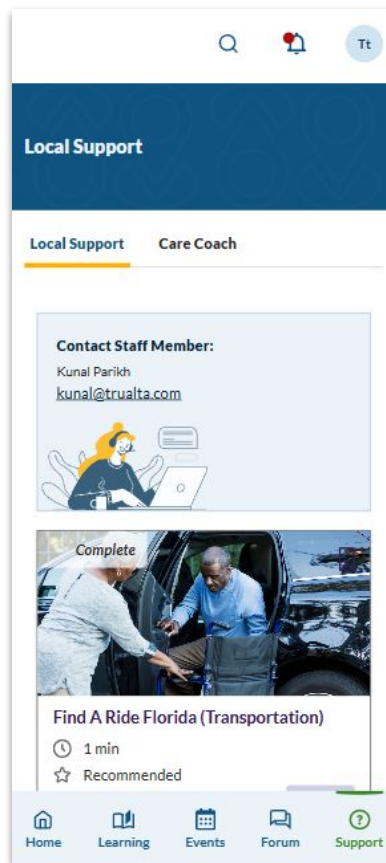 Tt
Local Support
Local Support Care Coach
Contact Staff Member:
Kunal Parikh
kunal@trualta.com
Complete
Find A Ride Florida (Transportation)
1 min
Recommended
Home Learning Events Forum Support